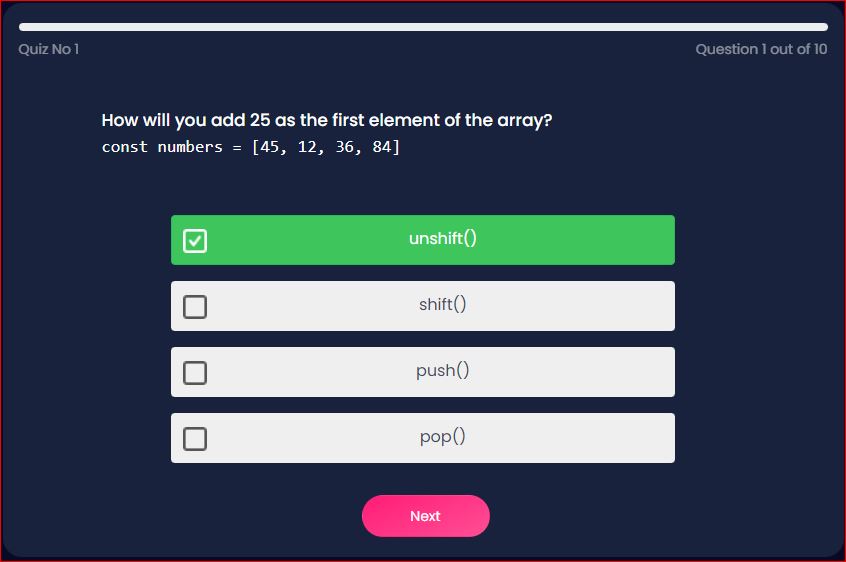 Quiz No 1
Question 1 out of 10
How will you add 25 as the first element of the array?
const numbers = [45, 12, 36, 84]
unshift()
shift()
push()
pop()
Next